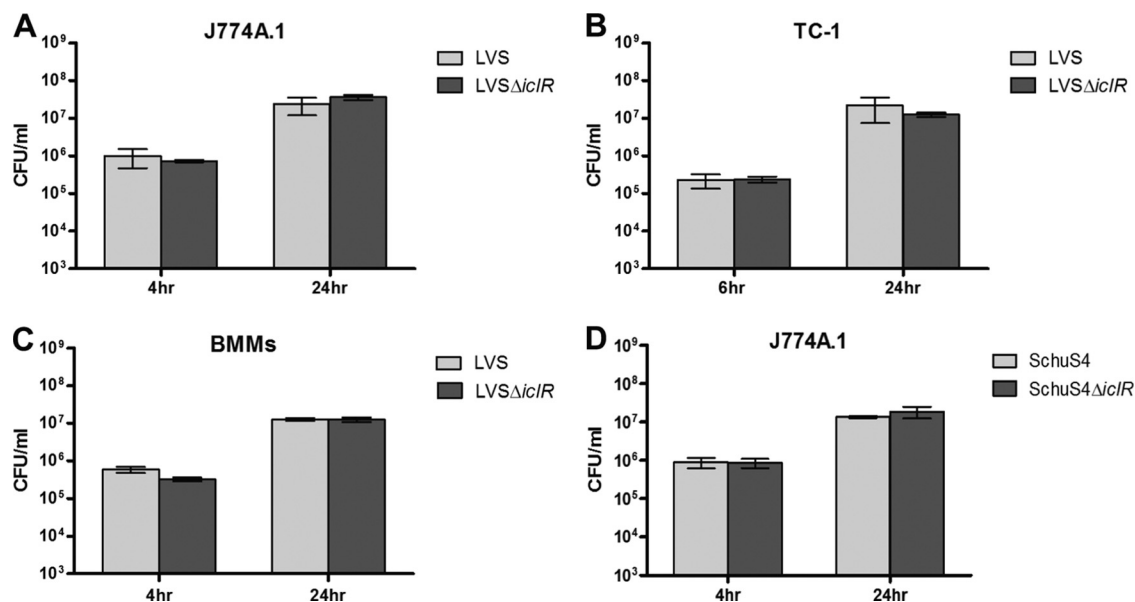 A
J774A.1
CFU/ml
10⁹
10⁸
10⁷
10⁶
10⁵
10⁴
10³
4hr
24hr
LVS
LVSΔiclR
B
TC-1
CFU/ml
10⁹
10⁸
10⁷
10⁶
10⁵
10⁴
10³
6hr
24hr
LVS
LVSΔiclR
C
BMMs
CFU/ml
10⁹
10⁸
10⁷
10⁶
10⁵
10⁴
10³
4hr
24hr
LVS
LVSΔiclR
D
J774A.1
CFU/ml
10⁹
10⁸
10⁷
10⁶
10⁵
10⁴
10³
4hr
24hr
SchuS4
SchuS4ΔiclR